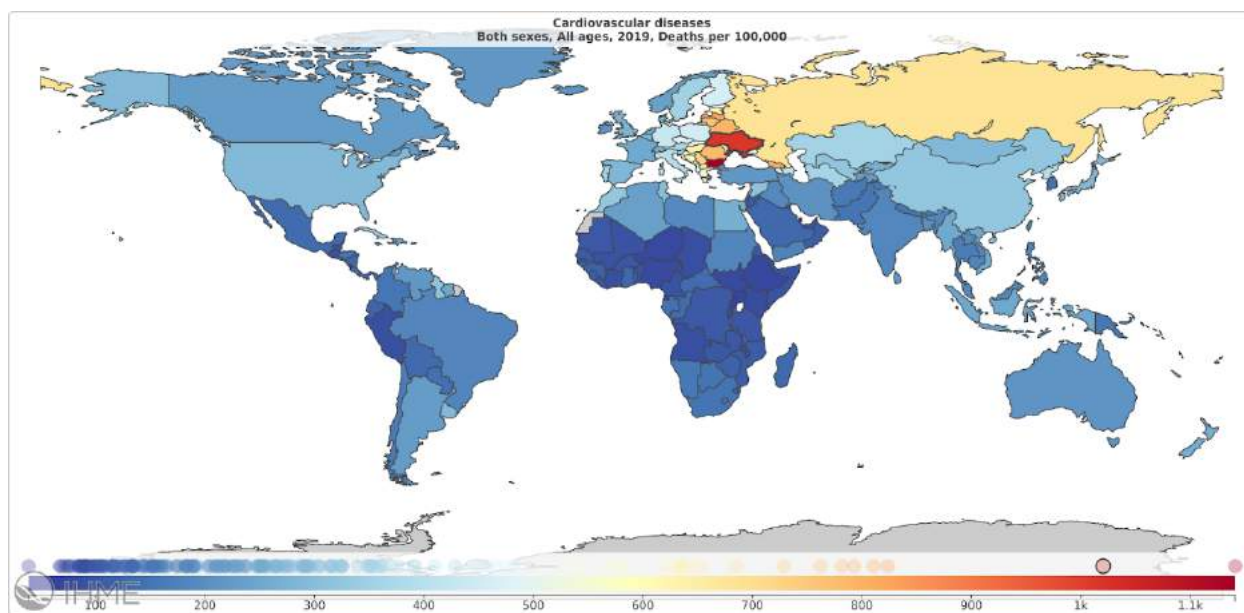 Cardiovascular diseases
Both sexes, All ages, 2019, Deaths per 100,000
IHME
100 200 300 400 500 600 700 800 900 1k 1.1k